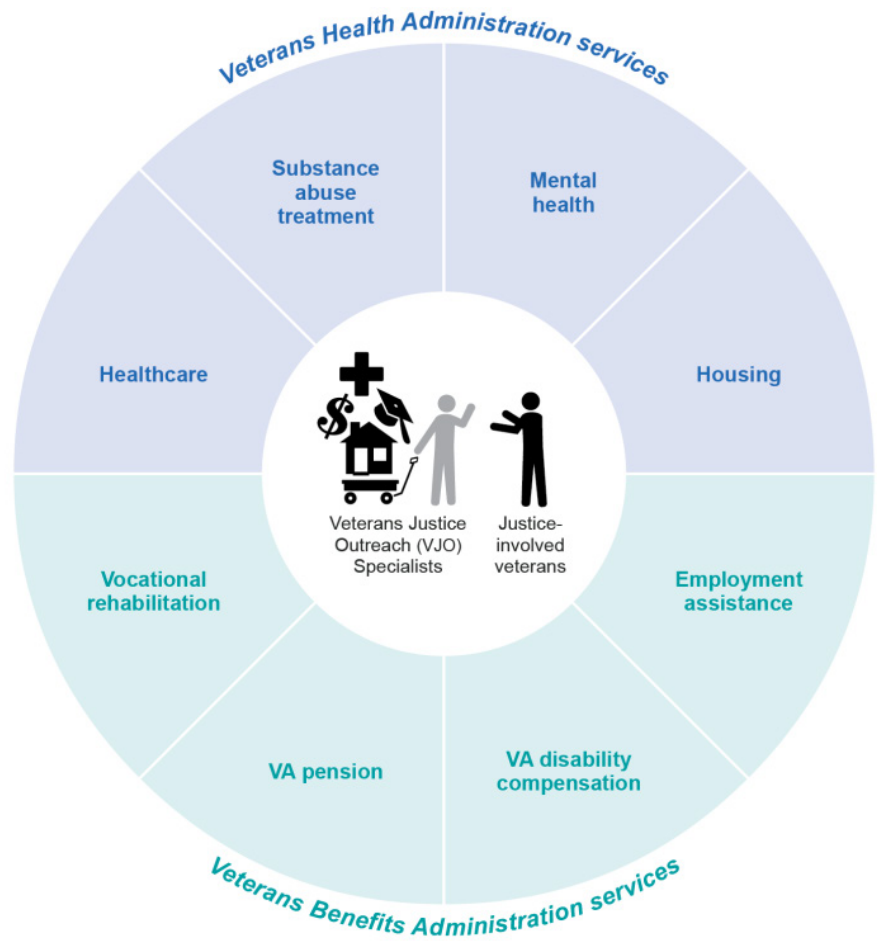 Veterans Health Administration services
Substance
abuse
treatment
Mental
health
Healthcare
Housing
$
Veterans Justice
Outreach (VJO)
Specialists
Justice-
involved
veterans
Vocational
rehabilitation
Employment
assistance
VA pension
VA disability
compensation
Veterans Benefits Administration services